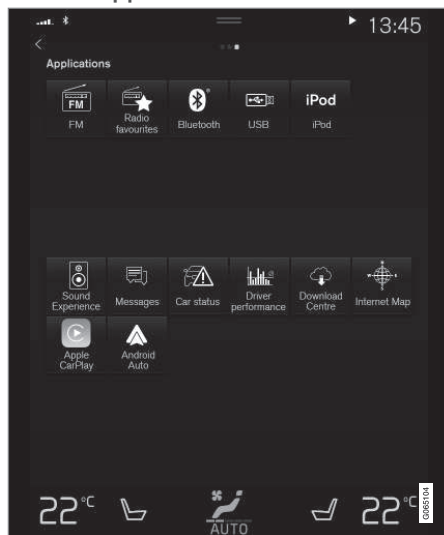 13:45
Applications
FM
FM
Radio
favourites
Bluetooth
USB
iPod
iPod
Sound
Experience
Messages
Car status
Driver
performance
Download
Centre
Internet Map
Apple
CarPlay
Android
Auto
22°C
AUTO
22°C
G065104